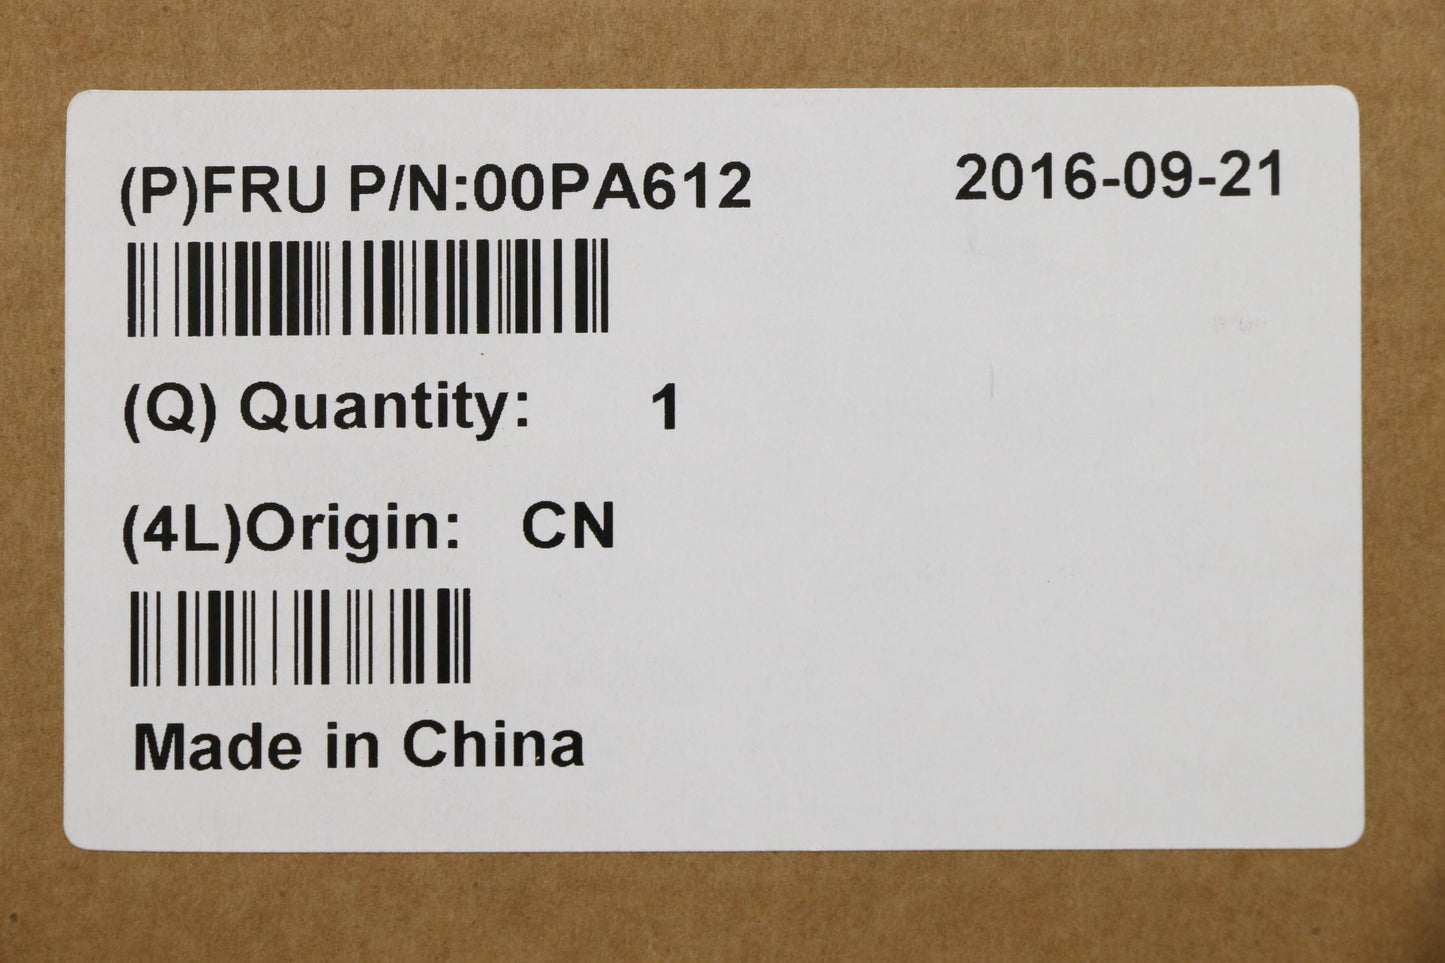 (P)FRU P/N:00PA612 2016-09-21
(Q) Quantity: 1
(4L)Origin: CN
Made in China